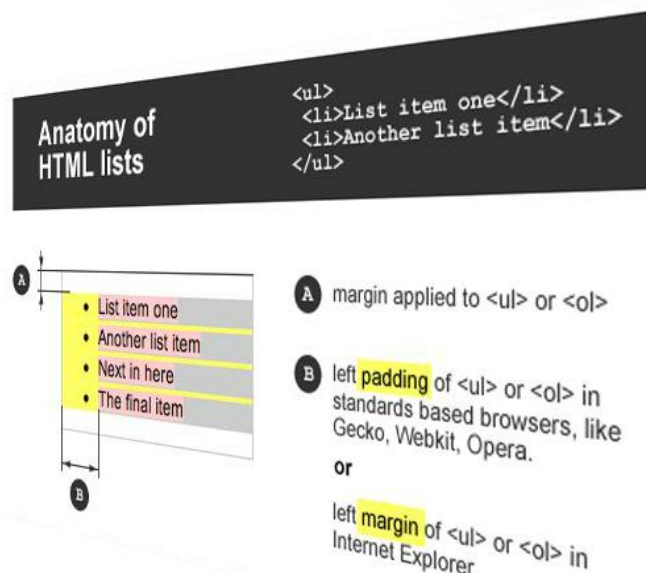 Anatomy of
HTML lists
<ul>
<li>List item one</li>
<li>Another list item</li>
</ul>
A
List item one
Another list item
Next in here
The final item
B
A margin applied to <ul> or <ol>
B left padding of <ul> or <ol> in
standards based browsers, like
Gecko, Webkit, Opera.
or
left margin of <ul> or <ol> in
Internet Explorer